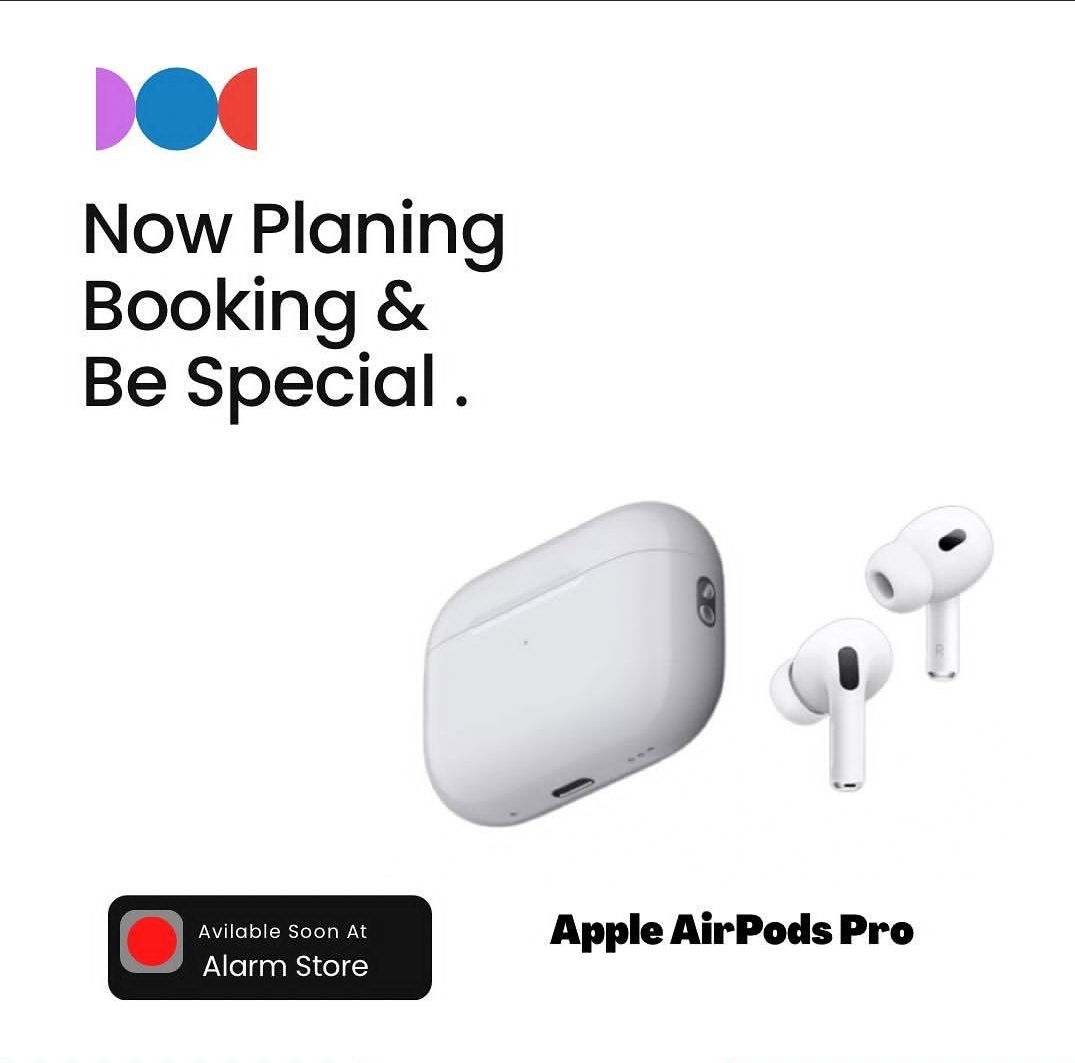 Now Planing
Booking &
Be Special .
R
Avilable Soon At
Alarm Store
Apple AirPods Pro